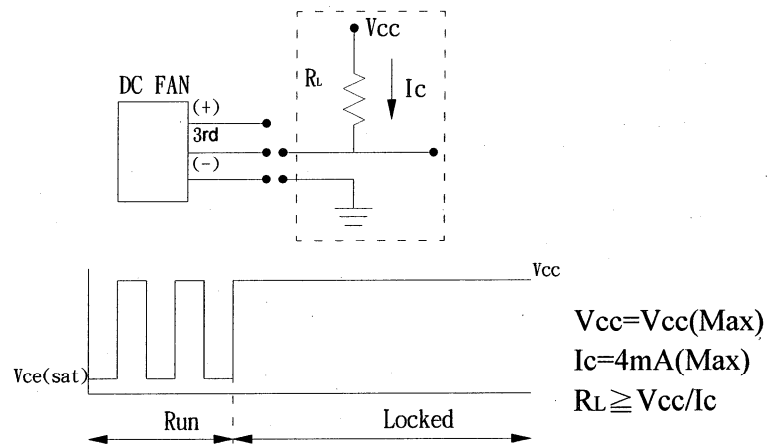 Vcc
DC FAN
RL
Ic
(+)
3rd
(-)
Vcc
Vce(sat)
Run
Locked
Vcc=Vcc(Max)
Ic=4mA(Max)
RL≧Vcc/Ic